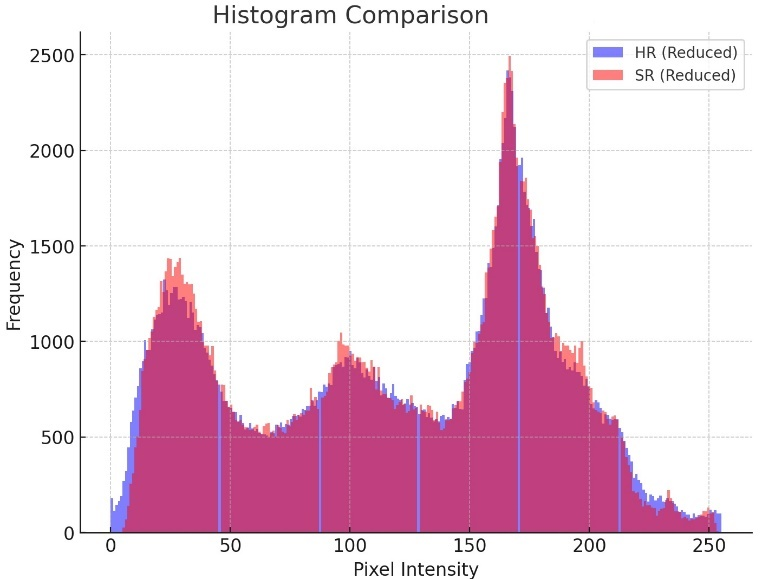 Histogram Comparison
HR (Reduced)
SR (Reduced)
Frequency
2500
2000
1500
1000
500
0
0 50 100 150 200 250
Pixel Intensity